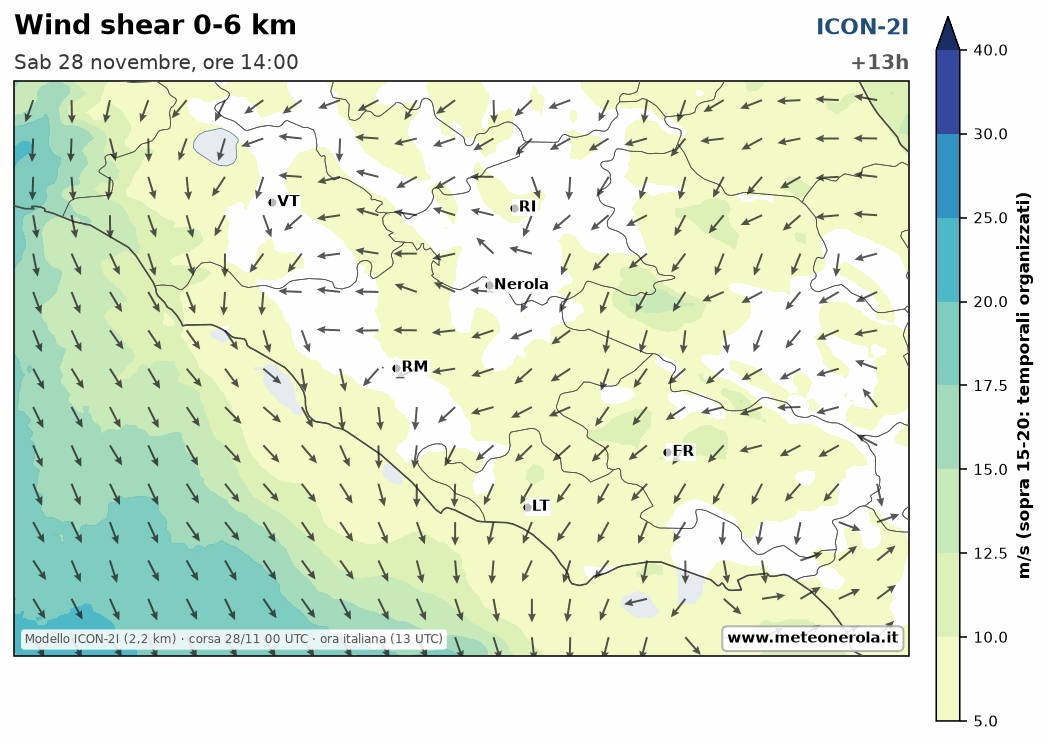 Wind shear 0-6 km
ICON-2I
Sab 28 novembre, ore 14:00
+13h
40.0
30.0
25.0
20.0
17.5
15.0
12.5
10.0
5.0
m/s (sopra 15-20: temporali organizzati)
VT
RI
Nerola
RM
FR
LT
Modello ICON-2I (2,2 km) · corsa 28/11 00 UTC · ora italiana (13 UTC)
www.meteonerola.it